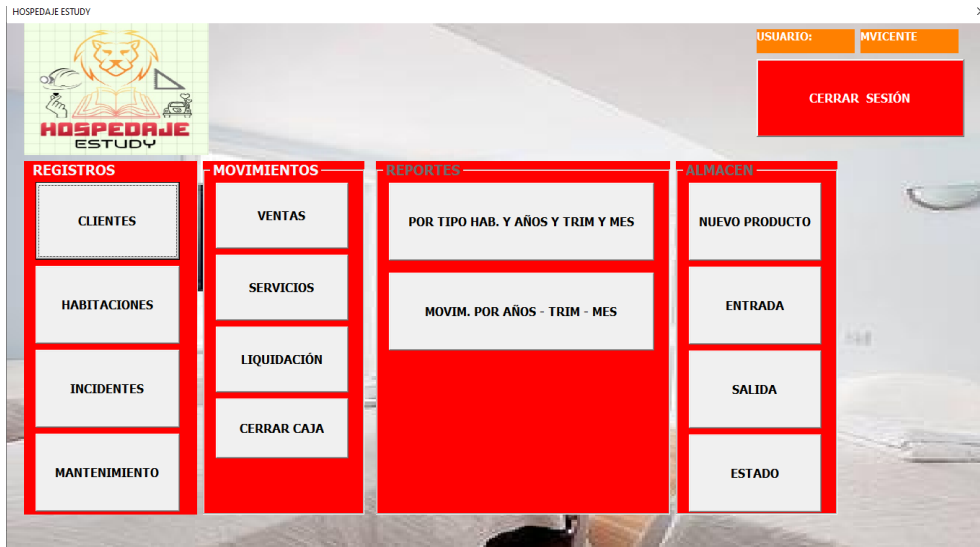 HOSPEDAJE ESTUDY
USUARIO: MVICENTE
CERRAR SESIÓN
HOSPEDAJE
ESTUDY
REGISTROS
CLIENTES
HABITACIONES
INCIDENTES
MANTENIMIENTO
MOVIMIENTOS
VENTAS
SERVICIOS
LIQUIDACIÓN
CERRAR CAJA
REPORTES
POR TIPO HAB. Y AÑOS Y TRIM Y MES
MOVIM. POR AÑOS - TRIM - MES
ALMACEN
NUEVO PRODUCTO
ENTRADA
SALIDA
ESTADO